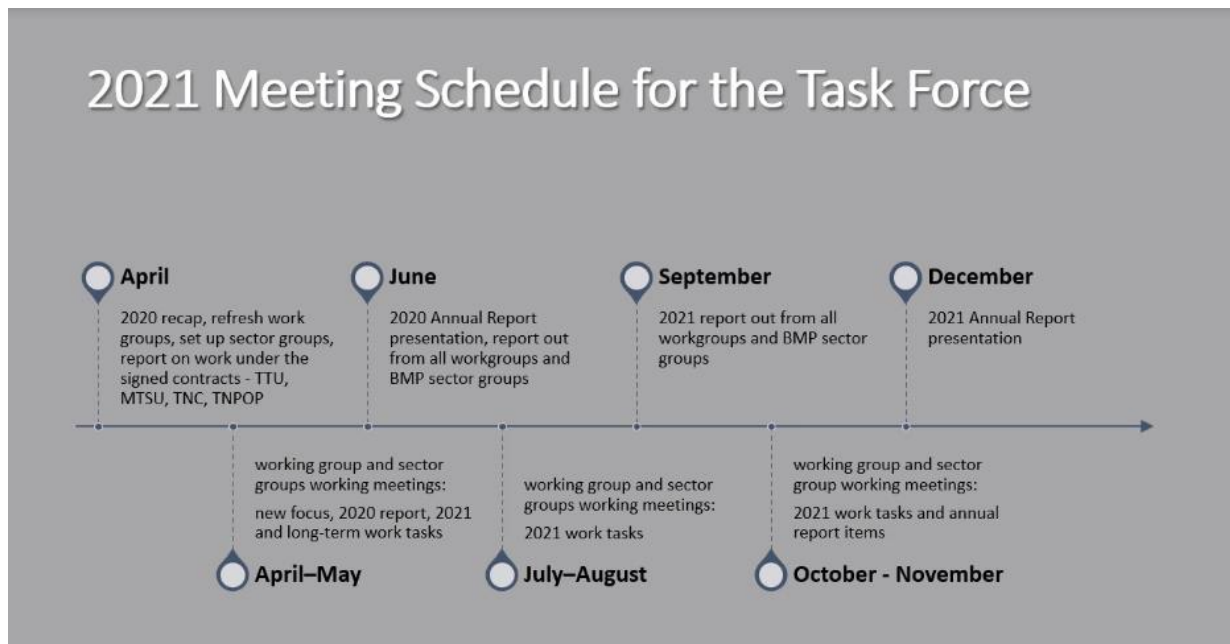 2021 Meeting Schedule for the Task Force
April
2020 recap, refresh work
groups, set up sector groups,
report on work under the
signed contracts - TTU,
MTSU, TNC, TNPOP
June
2020 Annual Report
presentation, report out
from all workgroups and
BMP sector groups
September
2021 report out from all
workgroups and BMP sector
groups
December
2021 Annual Report
presentation
working group and sector
groups working meetings:
new focus, 2020 report, 2021
and long-term work tasks
April–May
working group and sector
groups working meetings:
2021 work tasks
July–August
working group and sector
group working meetings:
2021 work tasks and annual
report items
October - November